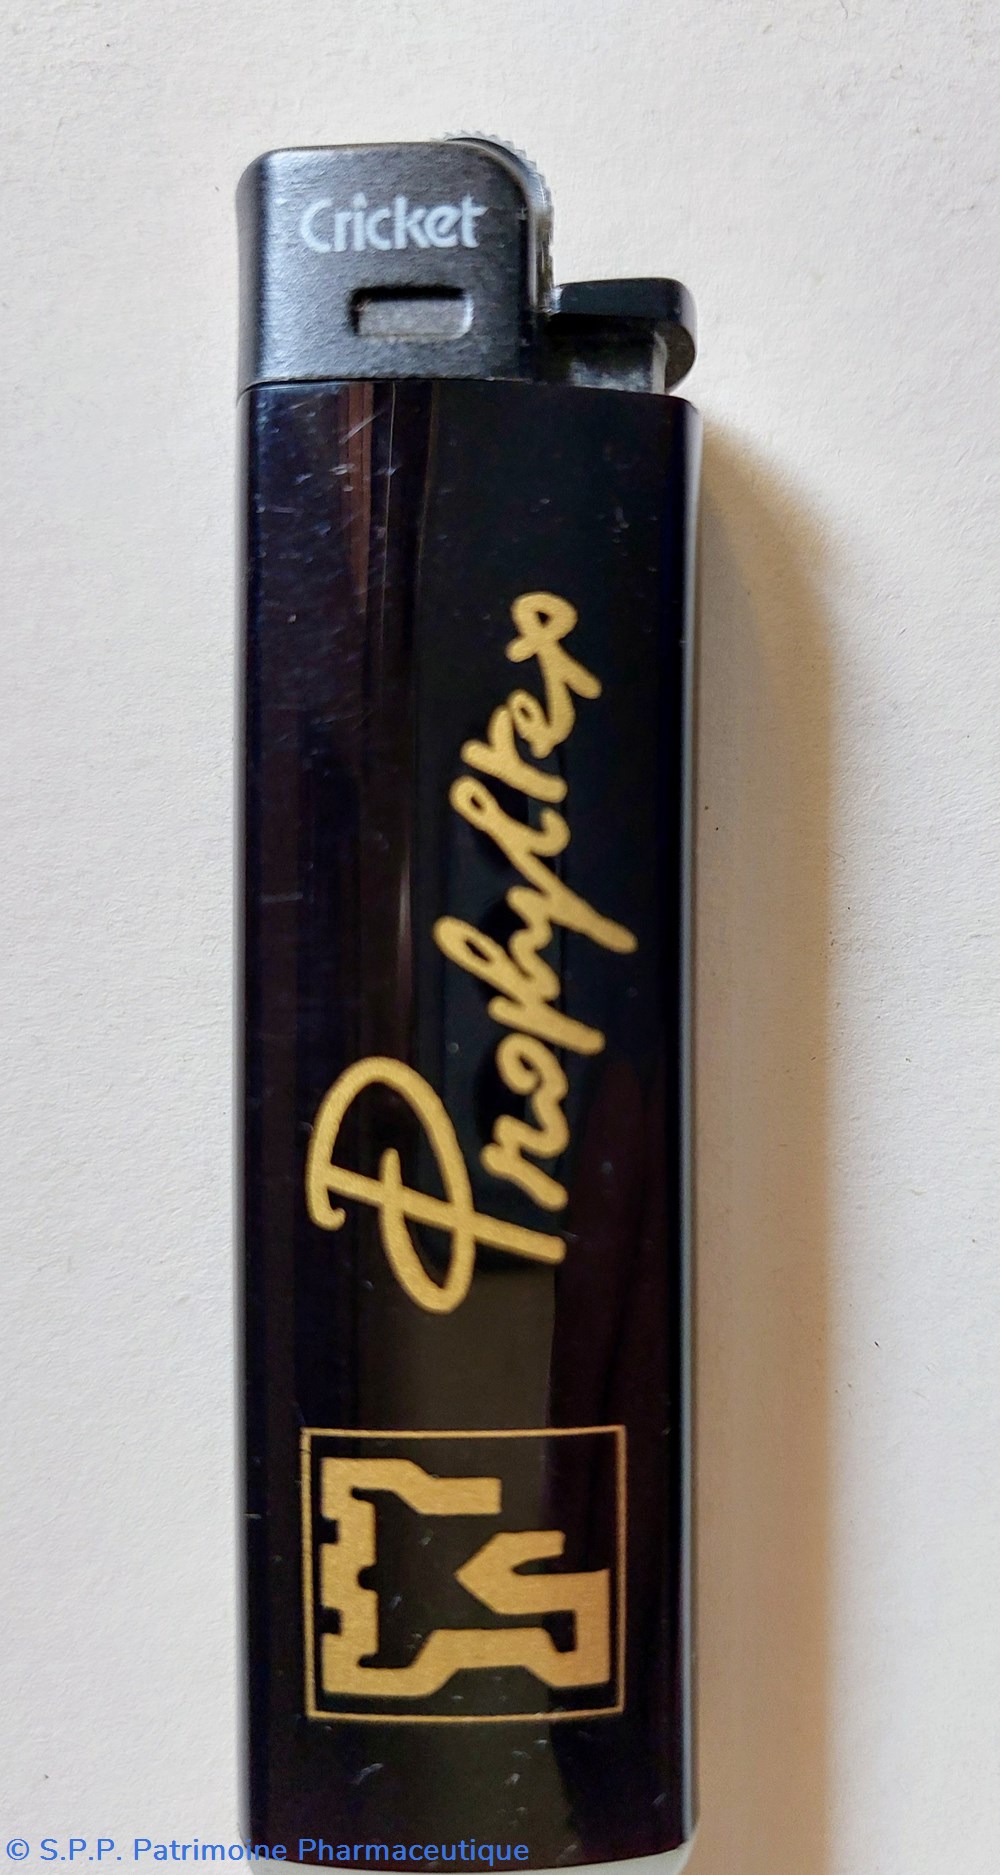 Cricket
Prophyltex
© S.P.P. Patrimoine Pharmaceutique